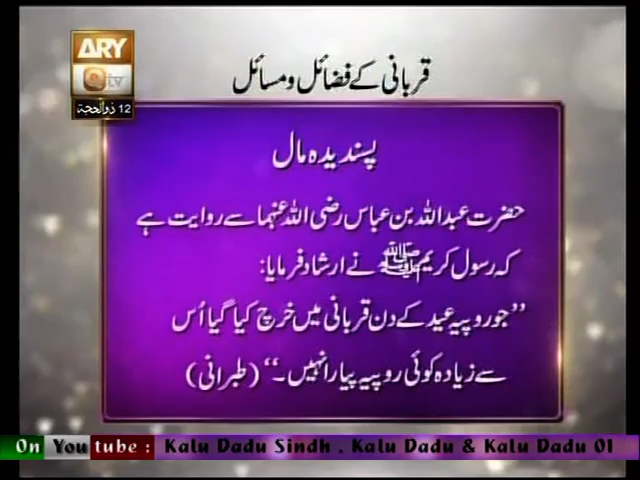 ARY
Qtv
12 ذوالحجۃ
قربانی کے فضائل و مسائل
پسندیدہ مال
حضرت عبداللہ بن عباس رضی اللہ عنہما سے روایت ہے
کہ رسول کریم ﷺ نے ارشاد فرمایا:
”جو روپیہ عید کے دن قربانی میں خرچ کیا گیا اُس
سے زیادہ کوئی روپیہ پیارا نہیں۔“ (طبرانی)
On You tube : Kalu Dadu Sindh , Kalu Dadu & Kalu Dadu 01